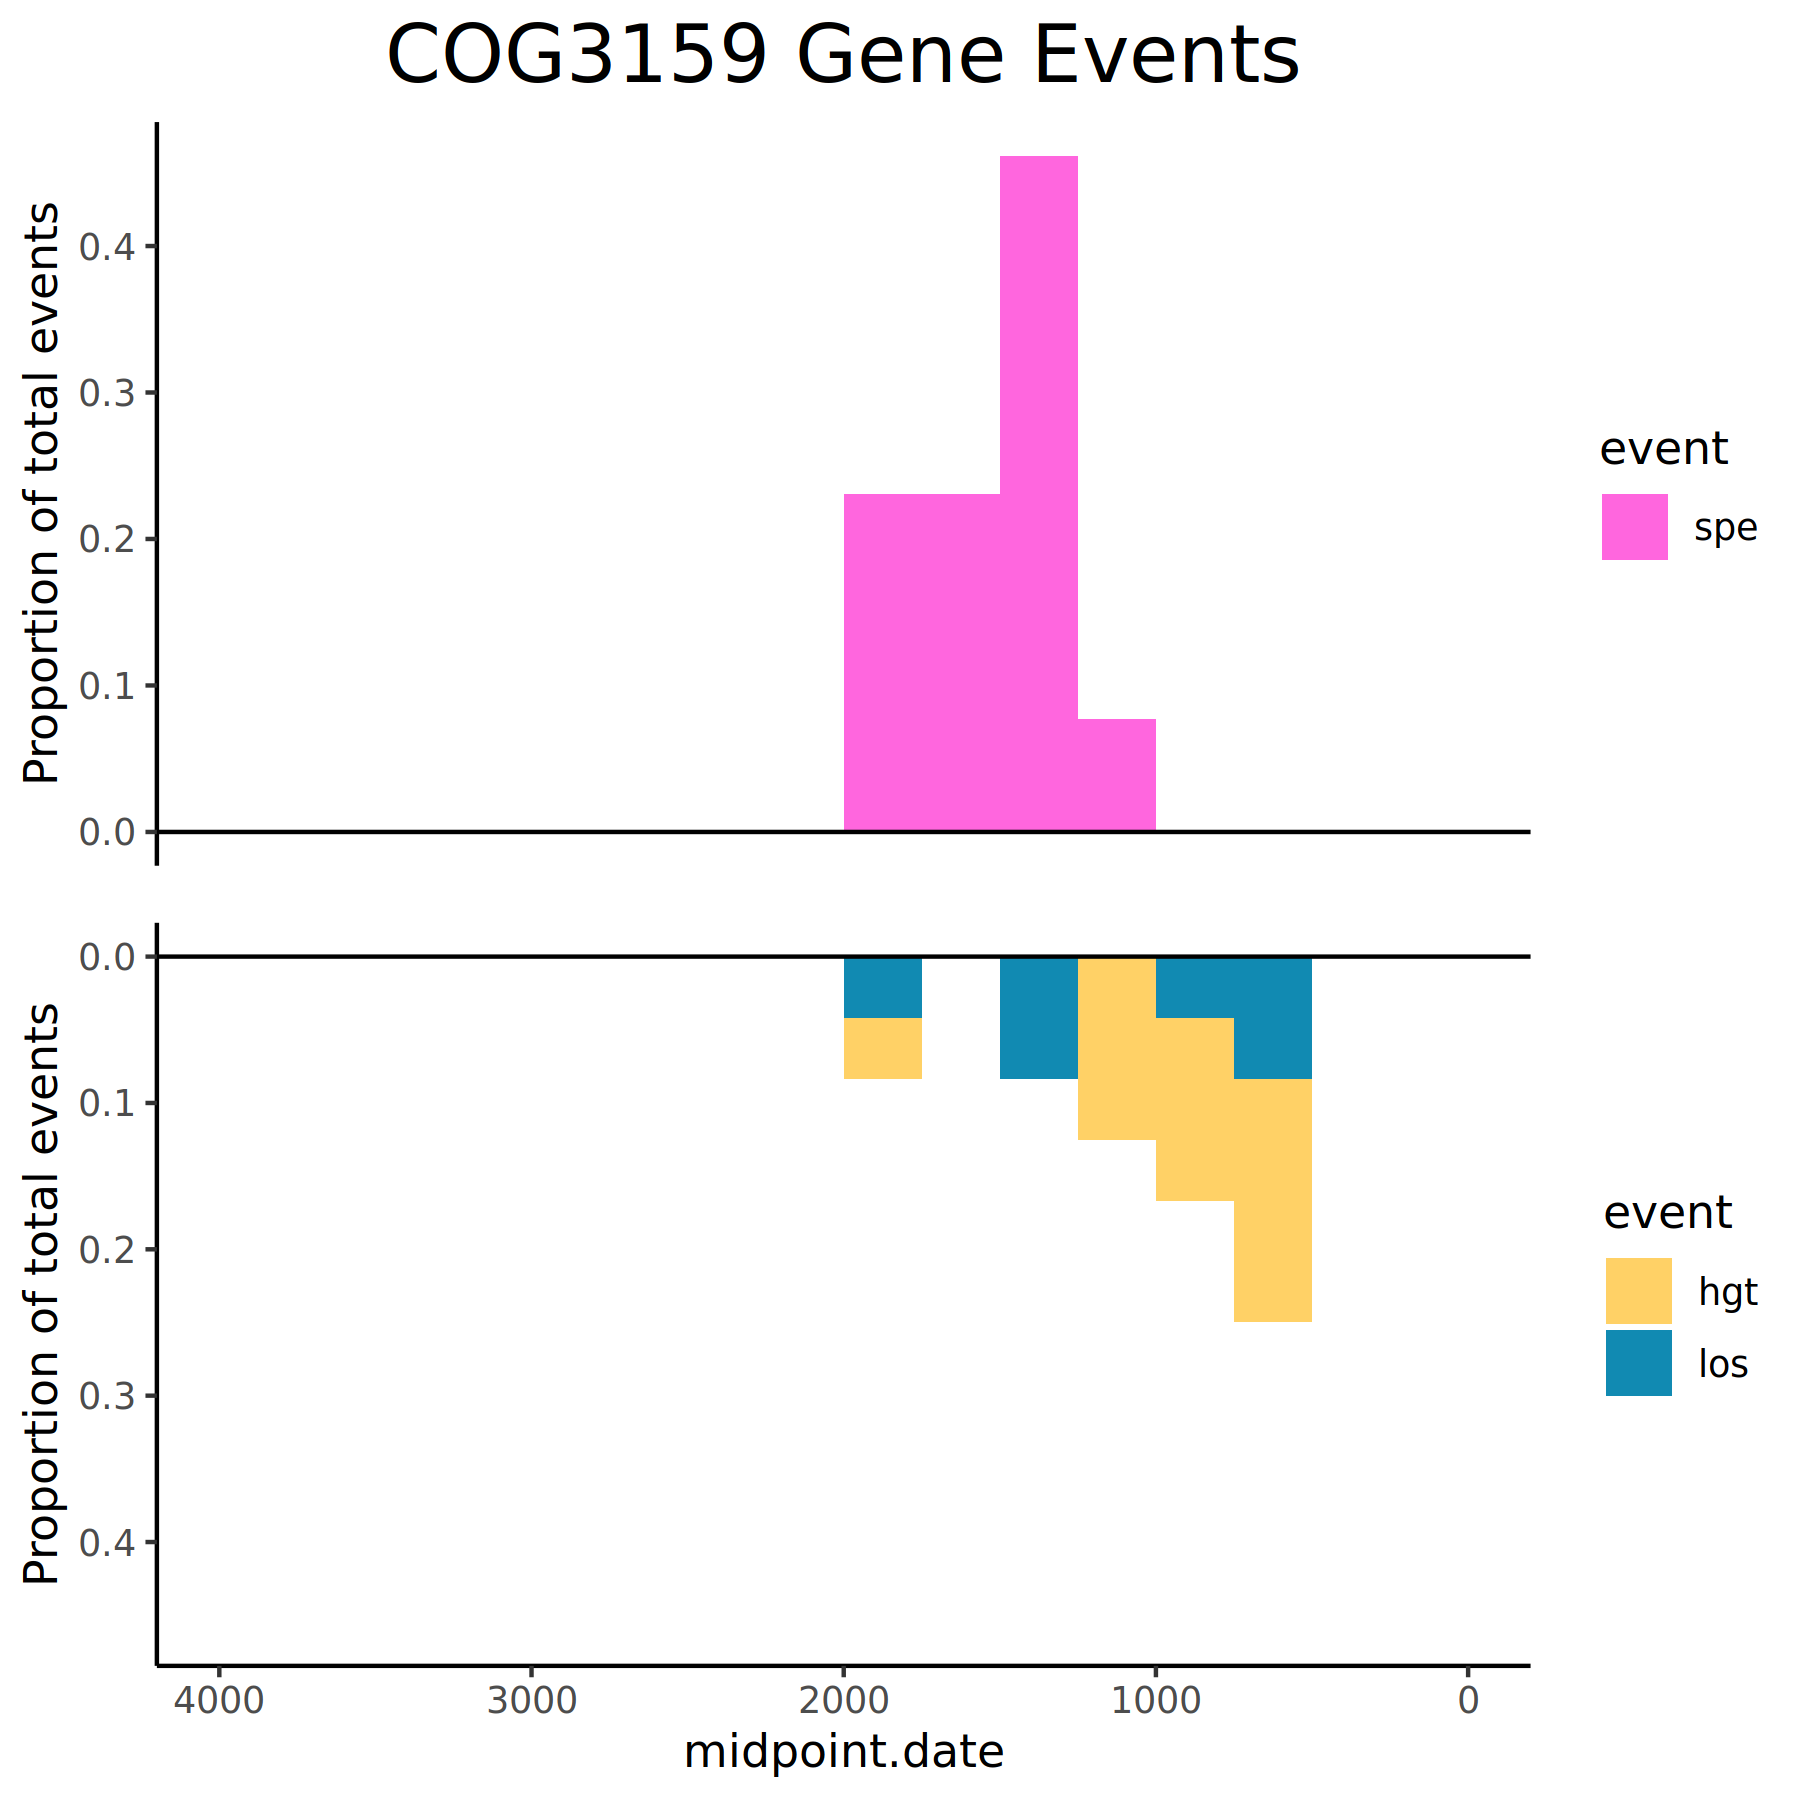 COG3159 Gene Events
Proportion of total events
0.4
0.3
0.2
0.1
0.0
event
spe
Proportion of total events
0.0
0.1
0.2
0.3
0.4
event
hgt
los
4000 3000 2000 1000 0
midpoint.date